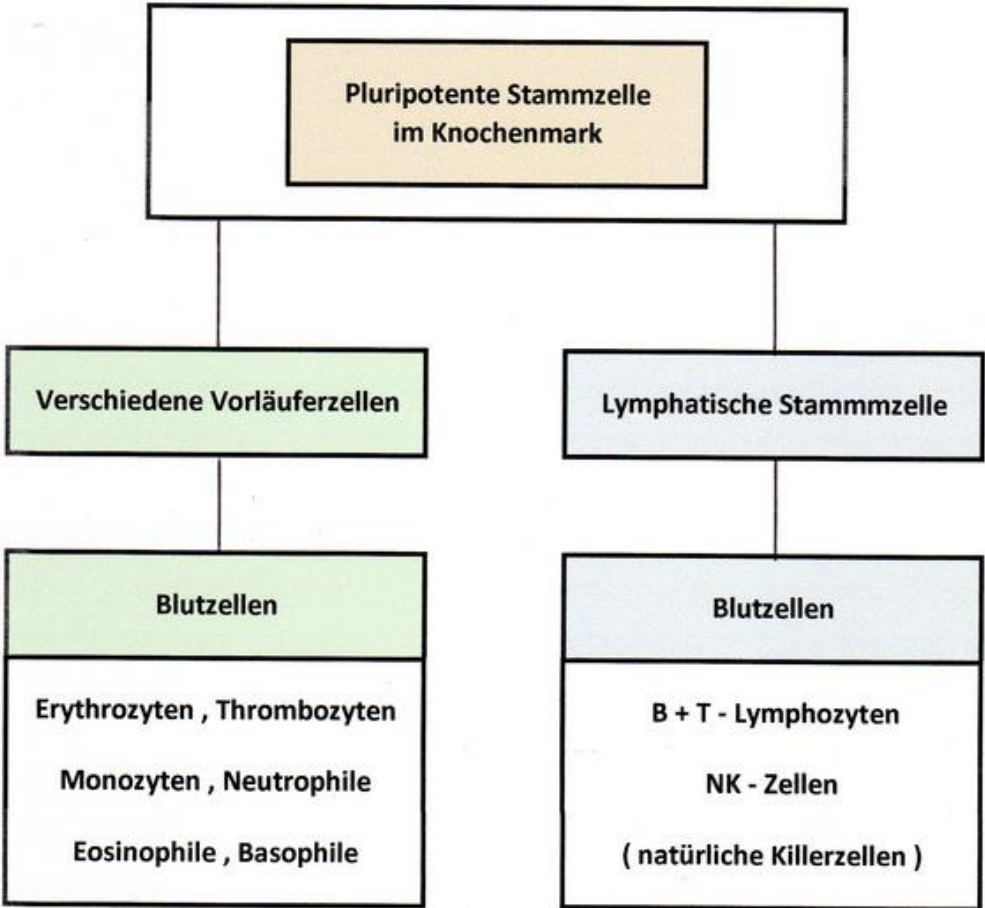 Pluripotente Stammzelle
im Knochenmark
Verschiedene Vorläuferzellen
Lymphatische Stammmzelle
Blutzellen
Erythrozyten , Thrombozyten
Monozyten , Neutrophile
Eosinophile , Basophile
Blutzellen
B + T - Lymphozyten
NK - Zellen
( natürliche Killerzellen )